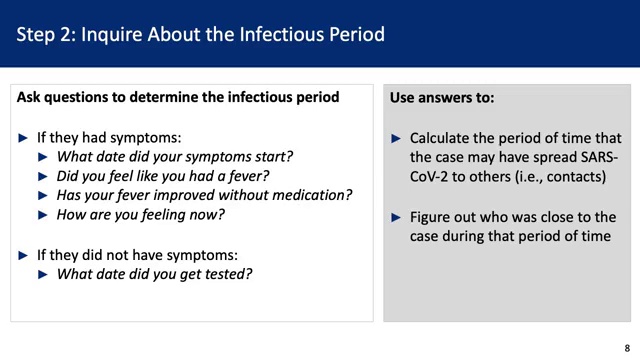 Step 2: Inquire About the Infectious Period
Ask questions to determine the infectious period
► If they had symptoms:
► What date did your symptoms start?
► Did you feel like you had a fever?
► Has your fever improved without medication?
► How are you feeling now?
► If they did not have symptoms:
► What date did you get tested?
Use answers to:
► Calculate the period of time that
the case may have spread SARS-
CoV-2 to others (i.e., contacts)
► Figure out who was close to the
case during that period of time
8